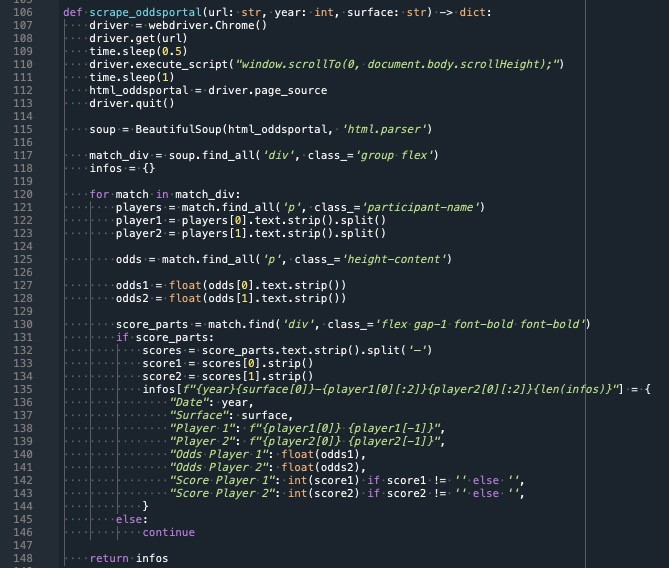 106 def scrape_oddsportal(url: str, year: int, surface: str) -> dict:
107     driver = webdriver.Chrome()
108     driver.get(url)
109     time.sleep(0.5)
110     driver.execute_script("window.scrollTo(0, document.body.scrollHeight);")
111     time.sleep(1)
112     html_oddsportal = driver.page_source
113     driver.quit()
114
115     soup = BeautifulSoup(html_oddsportal, 'html.parser')
116
117     match_div = soup.find_all('div', class_='group flex')
118     infos = {}
119
120     for match in match_div:
121         players = match.find_all('p', class_='participant-name')
122         player1 = players[0].text.strip().split()
123         player2 = players[1].text.strip().split()
124
125         odds = match.find_all('p', class_='height-content')
126
127         odds1 = float(odds[0].text.strip())
128         odds2 = float(odds[1].text.strip())
129
130         score_parts = match.find('div', class_='flex gap-1 font-bold font-bold')
131         if score_parts:
132             scores = score_parts.text.strip().split('–')
133             score1 = scores[0].strip()
134             score2 = scores[1].strip()
135             infos[f"{year}{surface[0]}-{player1[0][:2]}{player2[0][:2]}{len(infos)}"] = {
136                 "Date": year,
137                 "Surface": surface,
138                 "Player 1": f"{player1[0]} {player1[-1]}",
139                 "Player 2": f"{player2[0]} {player2[-1]}",
140                 "Odds Player 1": float(odds1),
141                 "Odds Player 2": float(odds2),
142                 "Score Player 1": int(score1) if score1 != '' else '',
143                 "Score Player 2": int(score2) if score2 != '' else '',
144             }
145         else:
146             continue
147
148     return infos